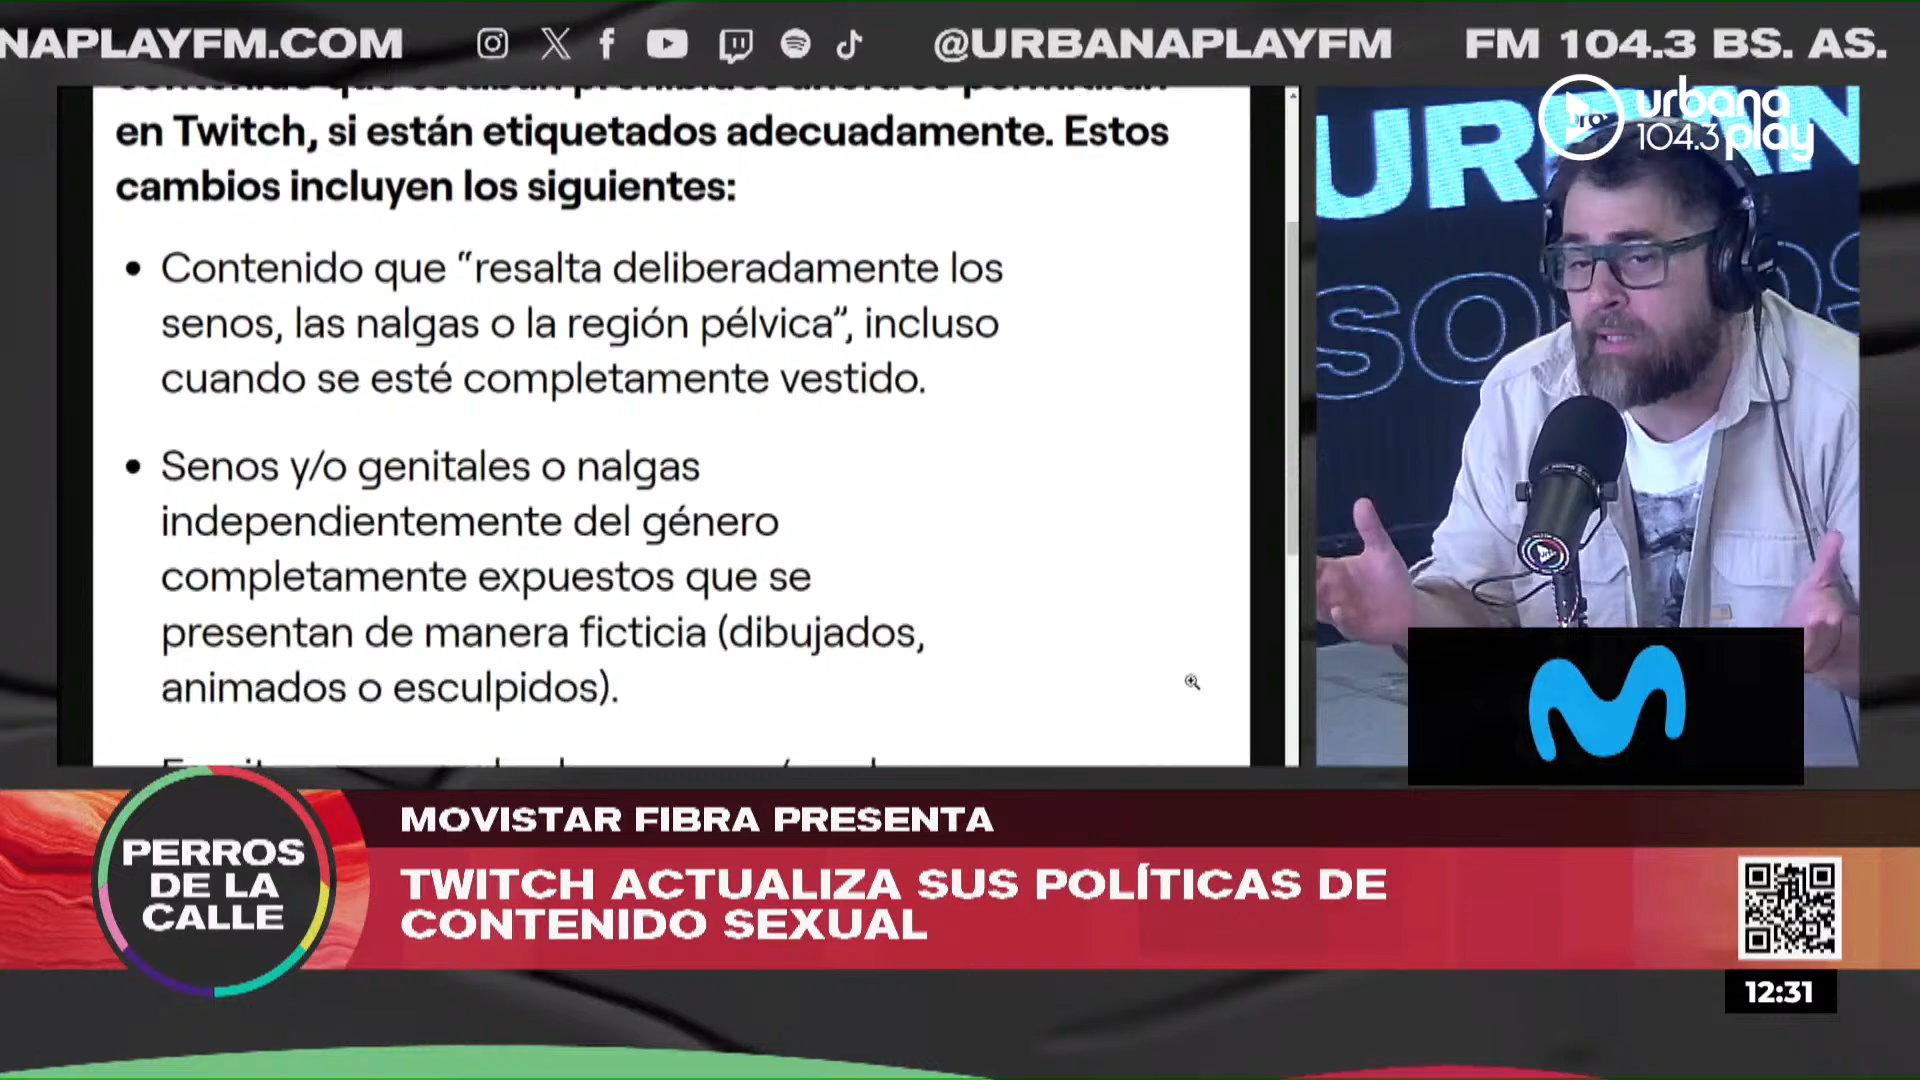 NAPLAYFM.COM @URBANAPLAYFM FM 104.3 BS. AS.
urbana
104.3 play
en Twitch, si están etiquetados adecuadamente. Estos
cambios incluyen los siguientes:
• Contenido que “resalta deliberadamente los
senos, las nalgas o la región pélvica”, incluso
cuando se esté completamente vestido.
• Senos y/o genitales o nalgas
independientemente del género
completamente expuestos que se
presentan de manera ficticia (dibujados,
animados o esculpidos).
PERROS
DE LA
CALLE
MOVISTAR FIBRA PRESENTA
TWITCH ACTUALIZA SUS POLÍTICAS DE
CONTENIDO SEXUAL
12:31